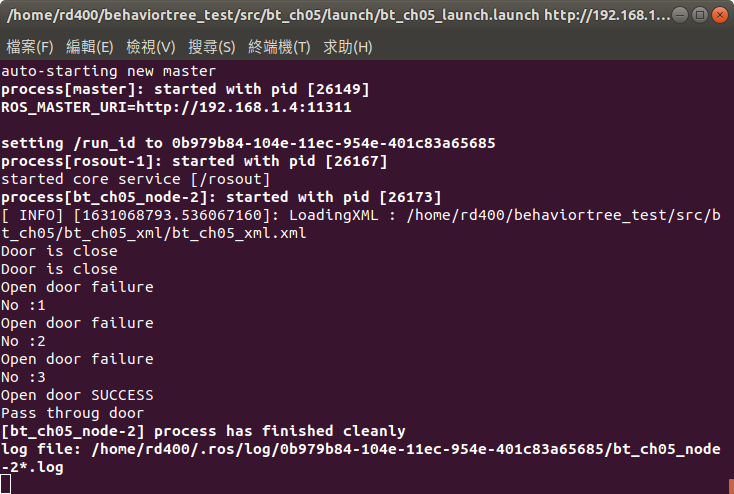 /home/rd400/behaviortree_test/src/bt_ch05/launch/bt_ch05_launch.launch http://192.168.1...
檔案(F) 編輯(E) 檢視(V) 搜尋(S) 終端機(T) 求助(H)
auto-starting new master
process[master]: started with pid [26149]
ROS_MASTER_URI=http://192.168.1.4:11311
setting /run_id to 0b979b84-104e-11ec-954e-401c83a65685
process[rosout-1]: started with pid [26167]
started core service [/rosout]
process[bt_ch05_node-2]: started with pid [26173]
[ INFO] [1631068793.536067160]: LoadingXML : /home/rd400/behaviortree_test/src/b
t_ch05/bt_ch05_xml/bt_ch05_xml.xml
Door is close
Door is close
Open door failure
No :1
Open door failure
No :2
Open door failure
No :3
Open door SUCCESS
Pass throug door
[bt_ch05_node-2] process has finished cleanly
log file: /home/rd400/.ros/log/0b979b84-104e-11ec-954e-401c83a65685/bt_ch05_node
-2*.log